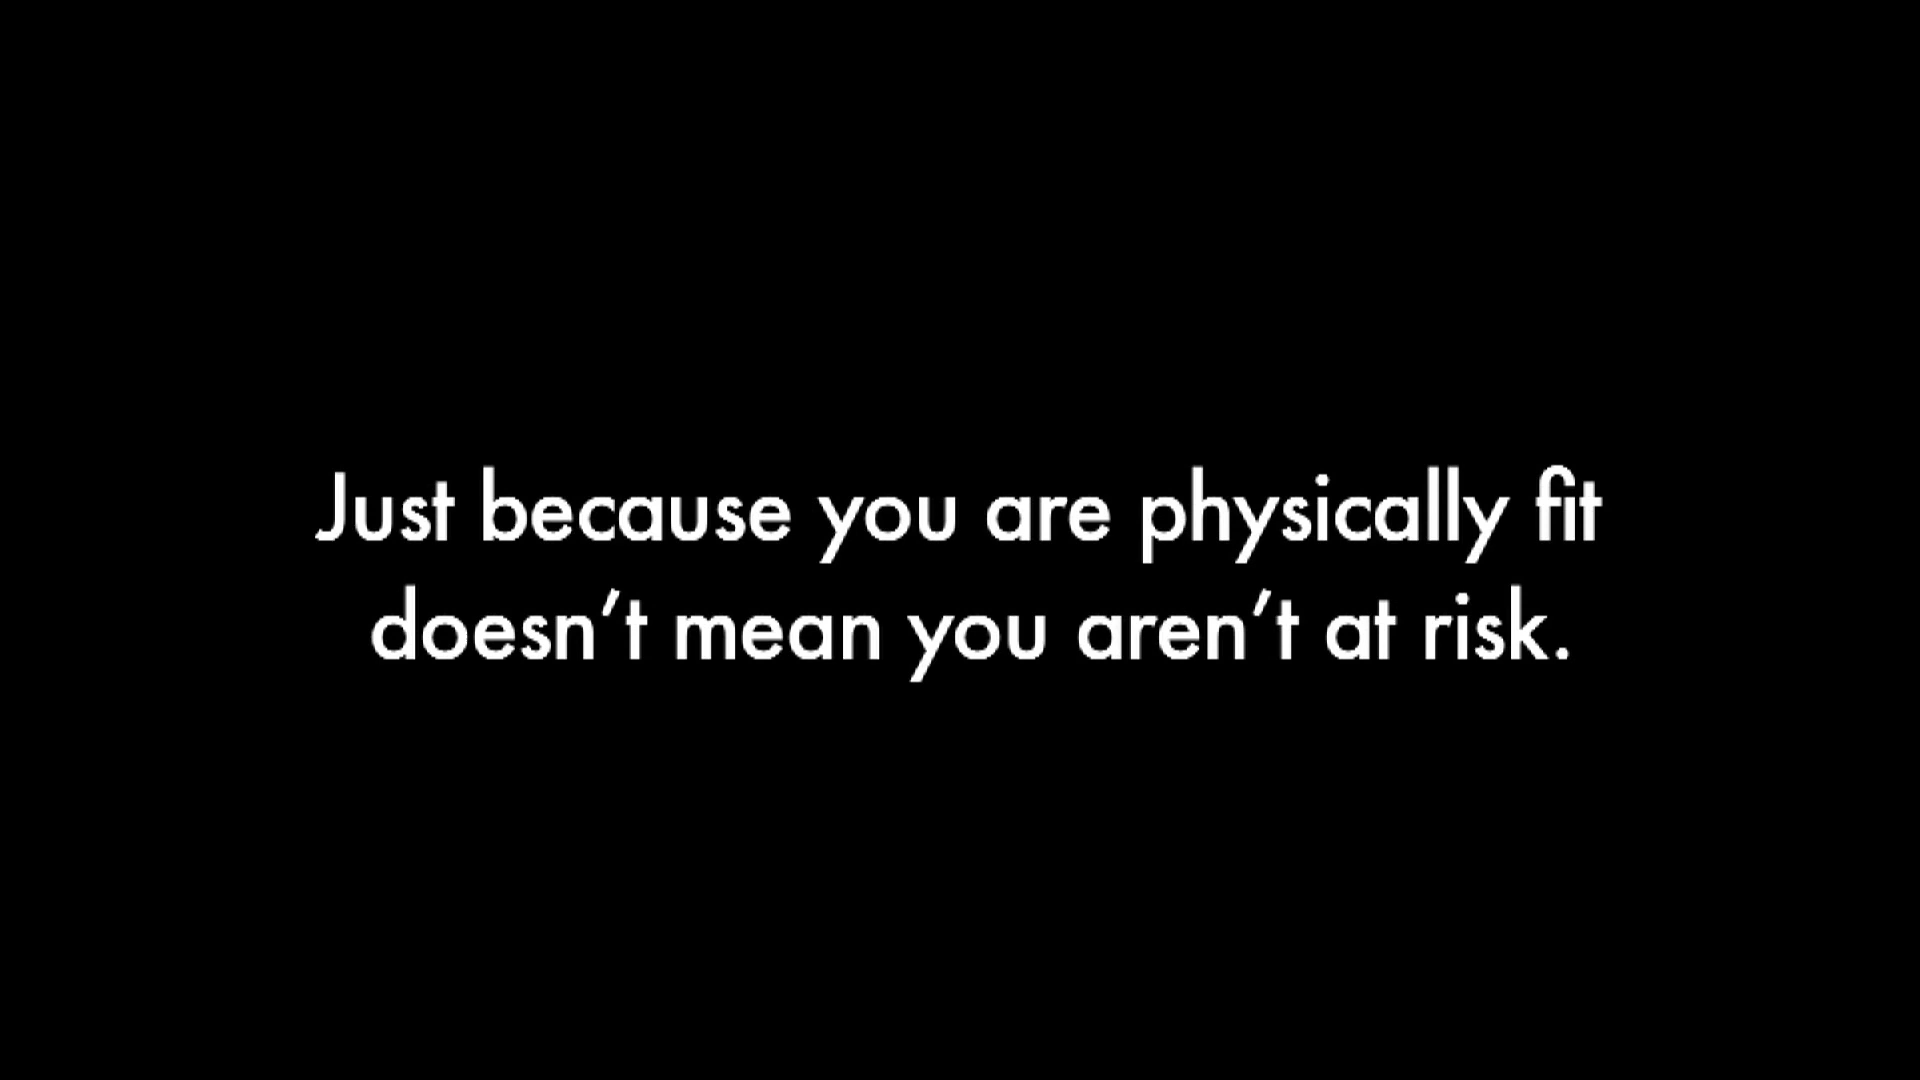 Just because you are physically fit
doesn’t mean you aren’t at risk.